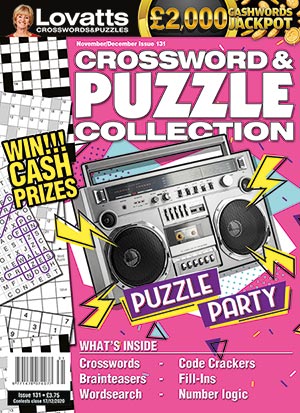 Lovatts
CROSSWORDS&PUZZLES
£2,000 CASHWORDS
JACKPOT
November/December Issue 131
CROSSWORD &
PUZZLE
COLLECTION
WIN!!!
CASH
PRIZES
PUZZLE
PARTY
WHAT'S INSIDE
Crosswords - Code Crackers
Brainteasers™ - Fill-Ins
Wordsearch - Number logic
Issue 131 • £3.75
Contests close 17/12/2020